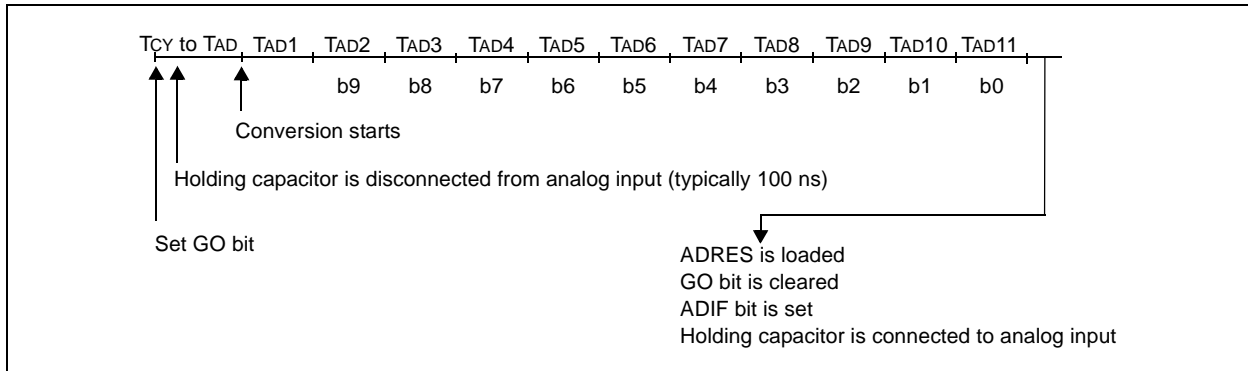 TCY to TAD TAD1 TAD2 TAD3 TAD4 TAD5 TAD6 TAD7 TAD8 TAD9 TAD10 TAD11
b9 b8 b7 b6 b5 b4 b3 b2 b1 b0
Conversion starts
Holding capacitor is disconnected from analog input (typically 100 ns)
Set GO bit
ADRES is loaded
GO bit is cleared
ADIF bit is set
Holding capacitor is connected to analog input